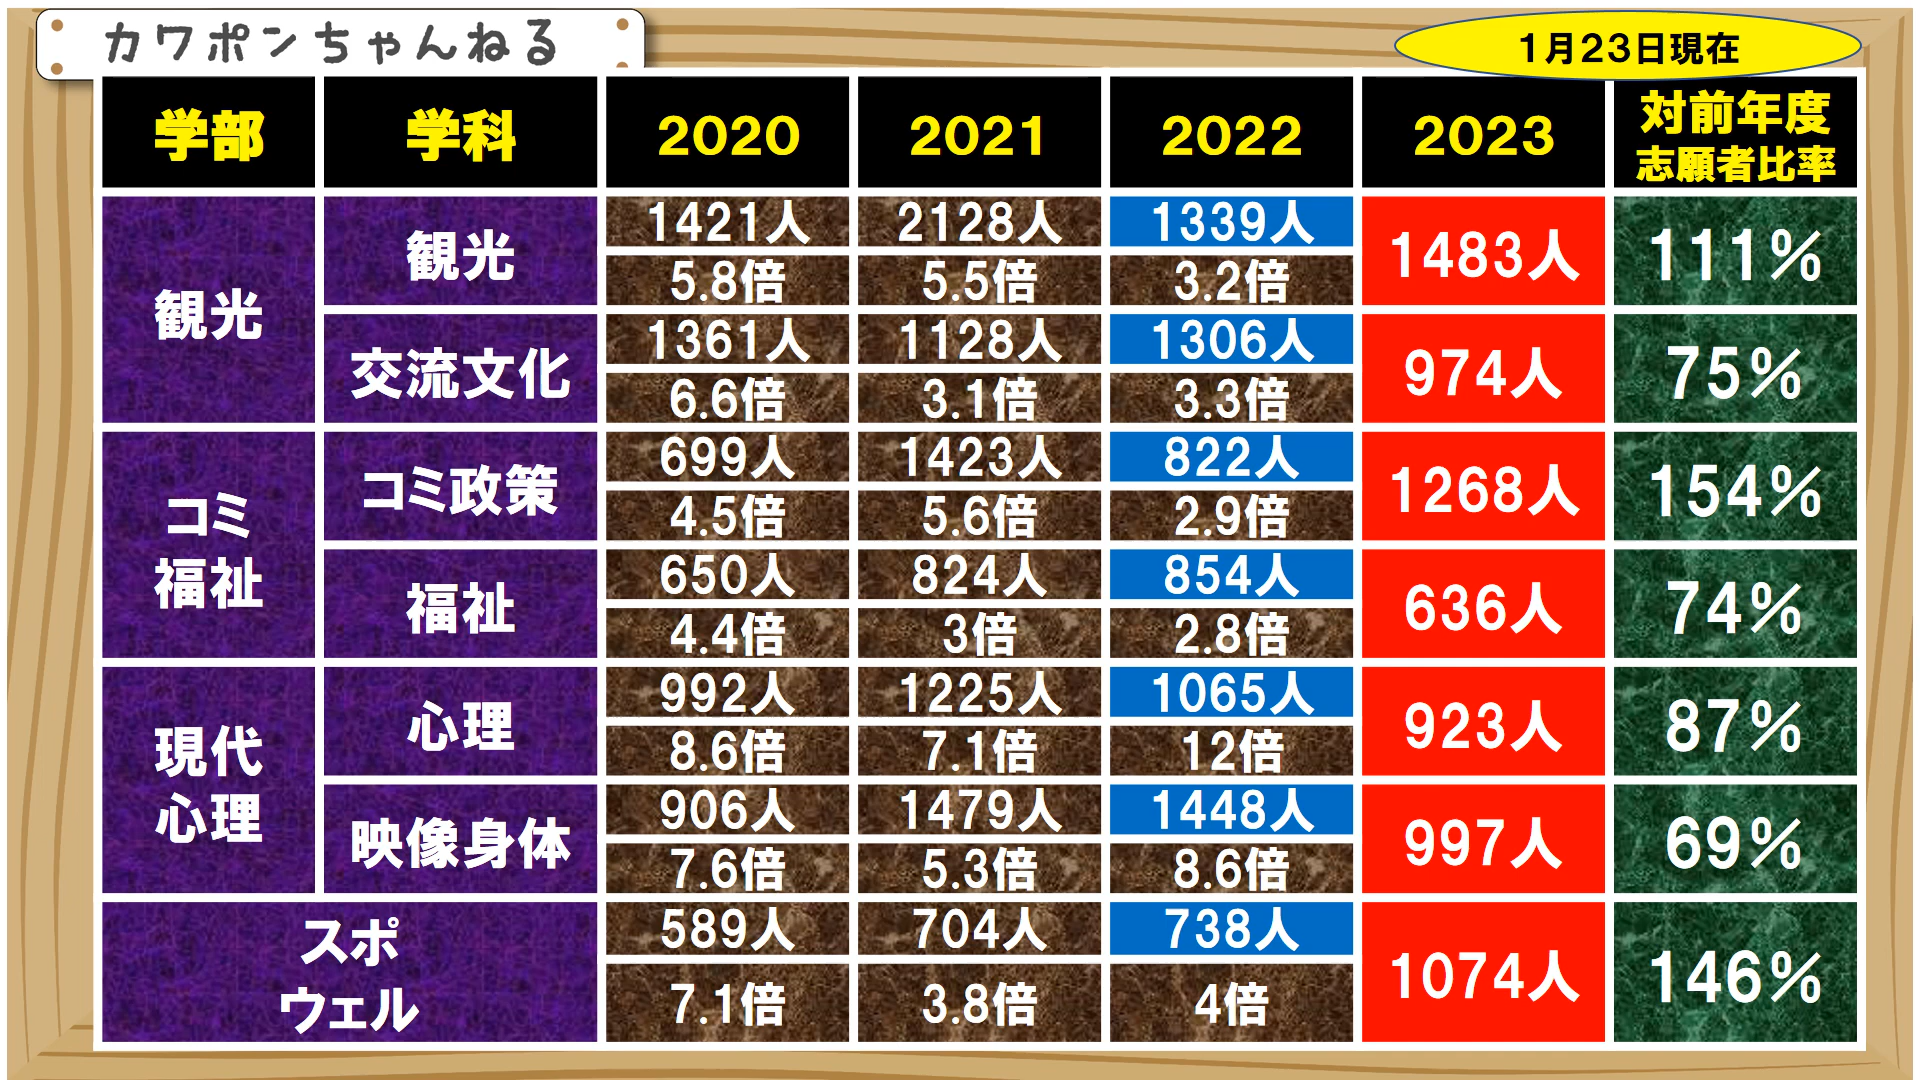 カワポンちゃんねる
1月23日現在
学部 学科 2020 2021 2022 2023 対前年度
志願者比率
観光 観光 1421人 2128人 1339人 1483人 111%
5.8倍 5.5倍 3.2倍
交流文化 1361人 1128人 1306人 974人 75%
6.6倍 3.1倍 3.3倍
コミ
福祉 コミ政策 699人 1423人 822人 1268人 154%
4.5倍 5.6倍 2.9倍
福祉 650人 824人 854人 636人 74%
4.4倍 3倍 2.8倍
現代
心理 心理 992人 1225人 1065人 923人 87%
8.6倍 7.1倍 12倍
映像身体 906人 1479人 1448人 997人 69%
7.6倍 5.3倍 8.6倍
スポ
ウェル 589人 704人 738人 1074人 146%
7.1倍 3.8倍 4倍